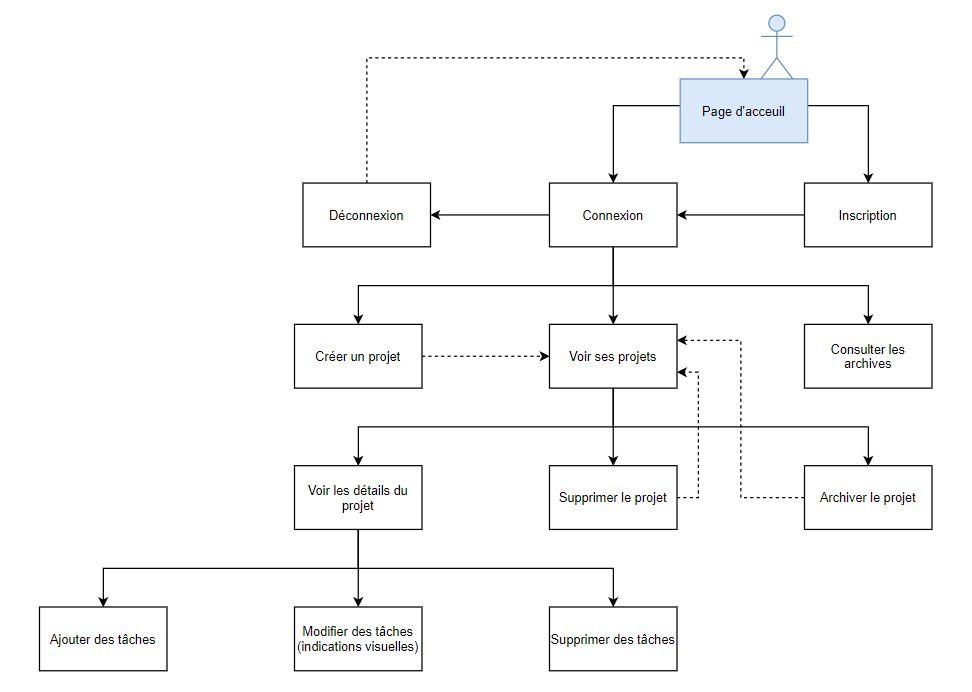 Page d'acceuil
Déconnexion
Connexion
Inscription
Créer un projet
Voir ses projets
Consulter les
archives
Voir les détails du
projet
Supprimer le projet
Archiver le projet
Ajouter des tâches
Modifier des tâches
(indications visuelles)
Supprimer des tâches